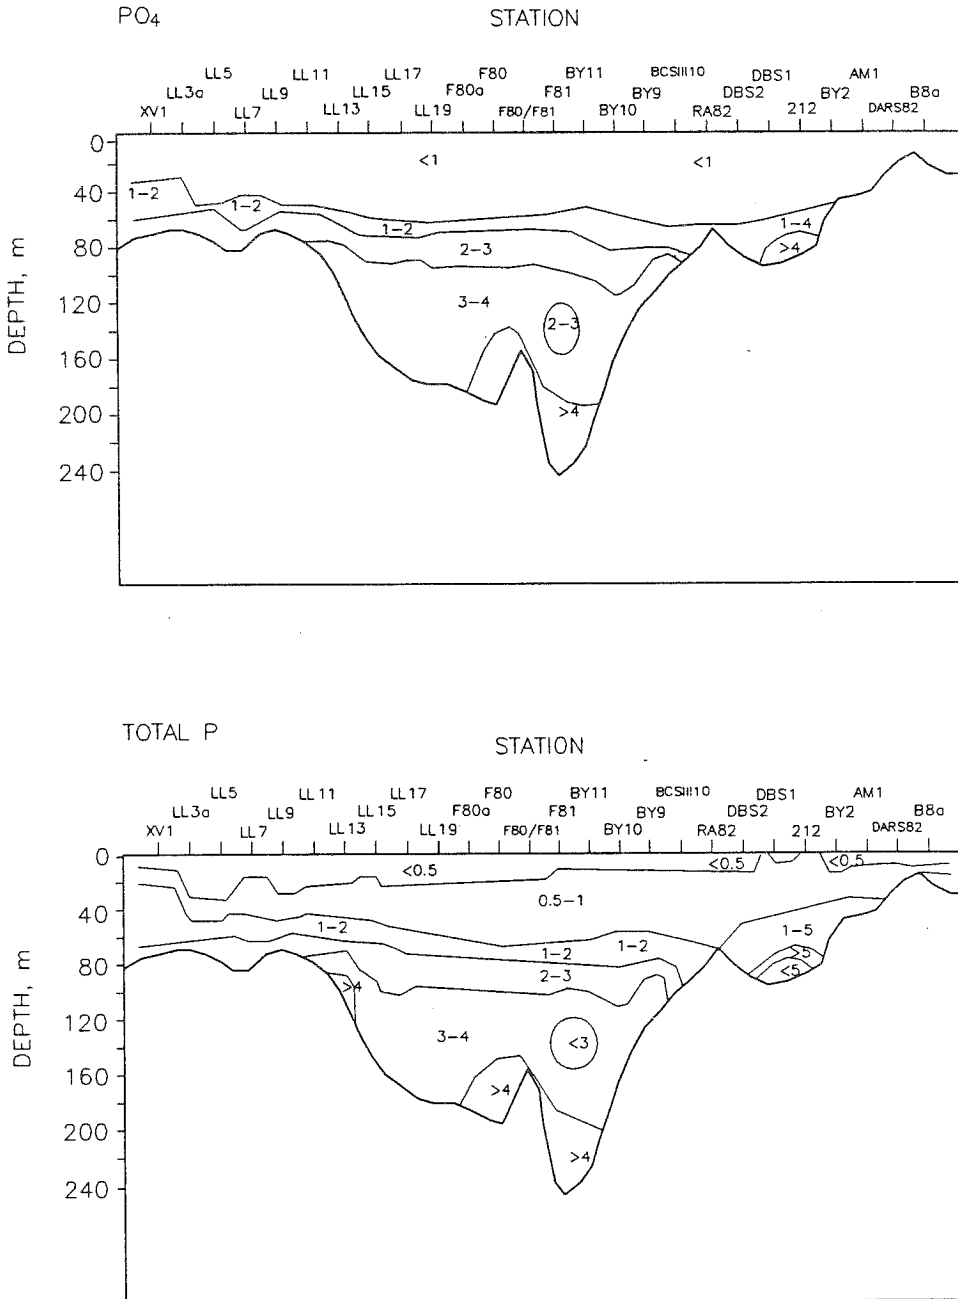 PO4 STATION
LL5 LL11 LL17 F80 BY11 BCSIII10 DBS1 AM1
LL3a LL9 LL15 F80a F81 BY9 DBS2 BY2 B8a
XV1 LL7 LL13 LL19 F80/F81 BY10 RA82 212 DARS82
0
<1 <1
40
1-2 1-2
1-2 1-4
80
2-3 >4
120
3-4
2-3
160
200
>4
240
DEPTH, m
TOTAL P STATION
LL5 LL11 LL17 F80 BY11 BCSIII10 DBS1 AM1
LL3a LL9 LL15 F80a F81 BY9 DBS2 BY2 B8a
XV1 LL7 LL13 LL19 F80/F81 BY10 RA82 212 DARS82
0
<0.5 <0.5 <0.5
0.5-1
40
1-2 1-5
1-2 1-2 >5
80
2-3 <5
>4
120
3-4 <3
160
>4
200
>4
240
DEPTH, m